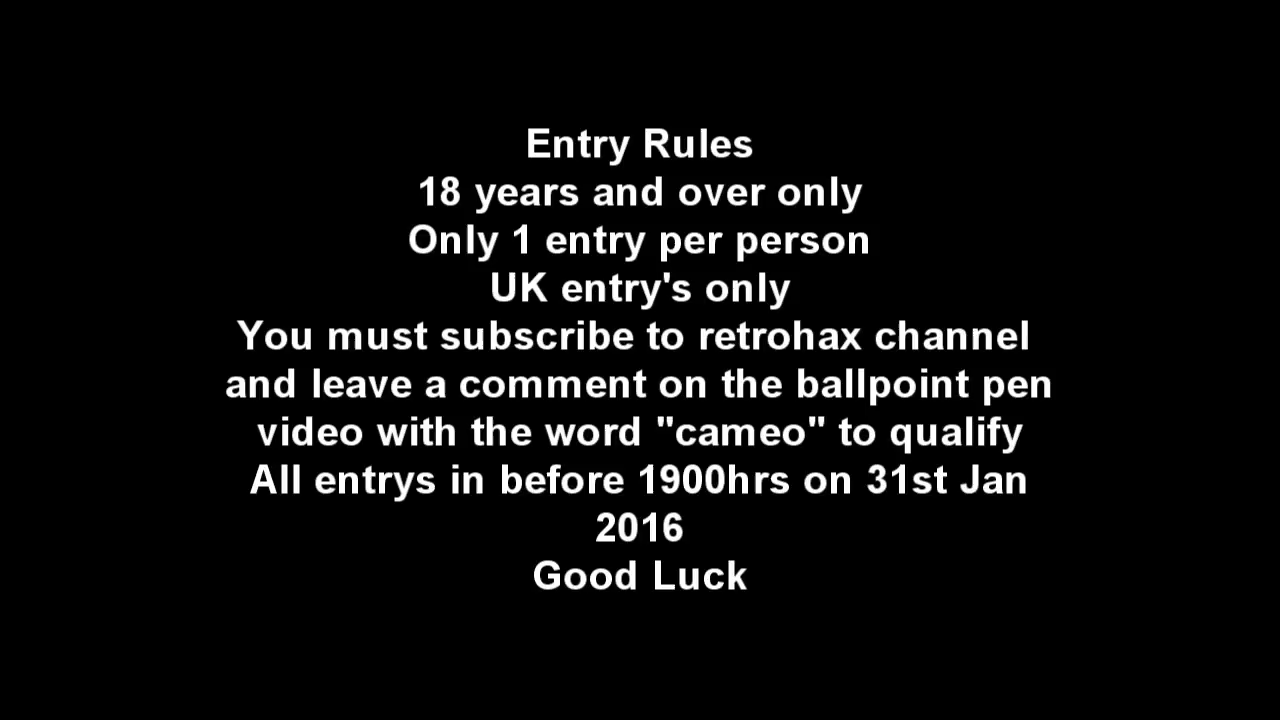 Entry Rules
18 years and over only
Only 1 entry per person
UK entry's only
You must subscribe to retrohax channel
and leave a comment on the ballpoint pen
video with the word "cameo" to qualify
All entrys in before 1900hrs on 31st Jan
2016
Good Luck